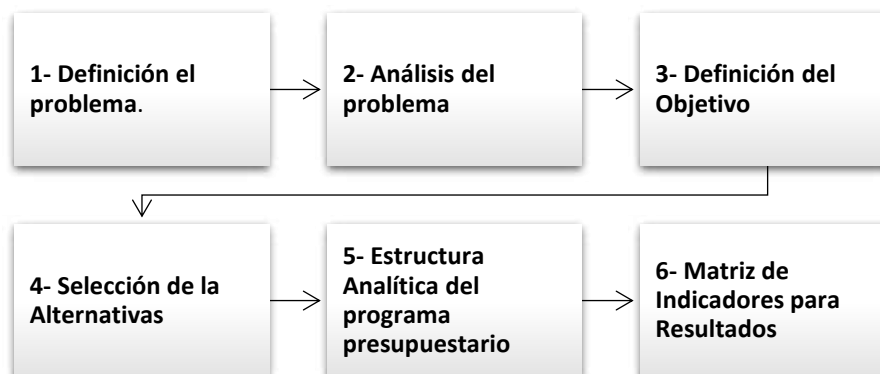 1- Definición el
problema.
2- Análisis del
problema
3- Definición del
Objetivo
4- Selección de la
Alternativas
5- Estructura
Analítica del
programa
presupuestario
6- Matriz de
Indicadores para
Resultados